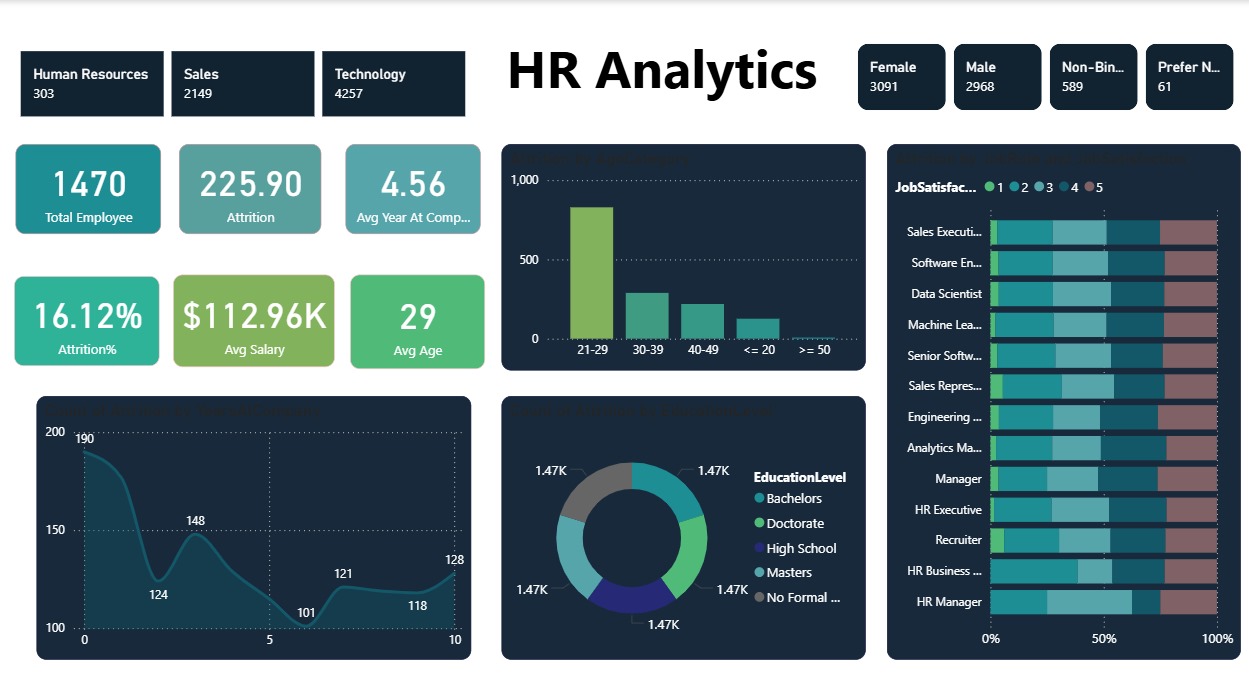 HR Analytics
Human Resources
303
Sales
2149
Technology
4257
Female
3091
Male
2968
Non-Bin...
589
Prefer N...
61
1470
Total Employee
225.90
Attrition
4.56
Avg Year At Comp...
16.12%
Attrition%
$112.96K
Avg Salary
29
Avg Age
1,000
500
0
21-29
30-39
40-49
<= 20
>= 50
JobSatisfac...
1
2
3
4
5
Sales Executi...
Software En...
Data Scientist
Machine Lea...
Senior Softw...
Sales Repres...
Engineering ...
Analytics Ma...
Manager
HR Executive
Recruiter
HR Business ...
HR Manager
0%
50%
100%
200
190
150
148
124
100
101
121
118
128
0
5
10
Count of Attrition by EducationLevel
1.47K
1.47K
1.47K
1.47K
1.47K
EducationLevel
Bachelors
Doctorate
High School
Masters
No Formal ...